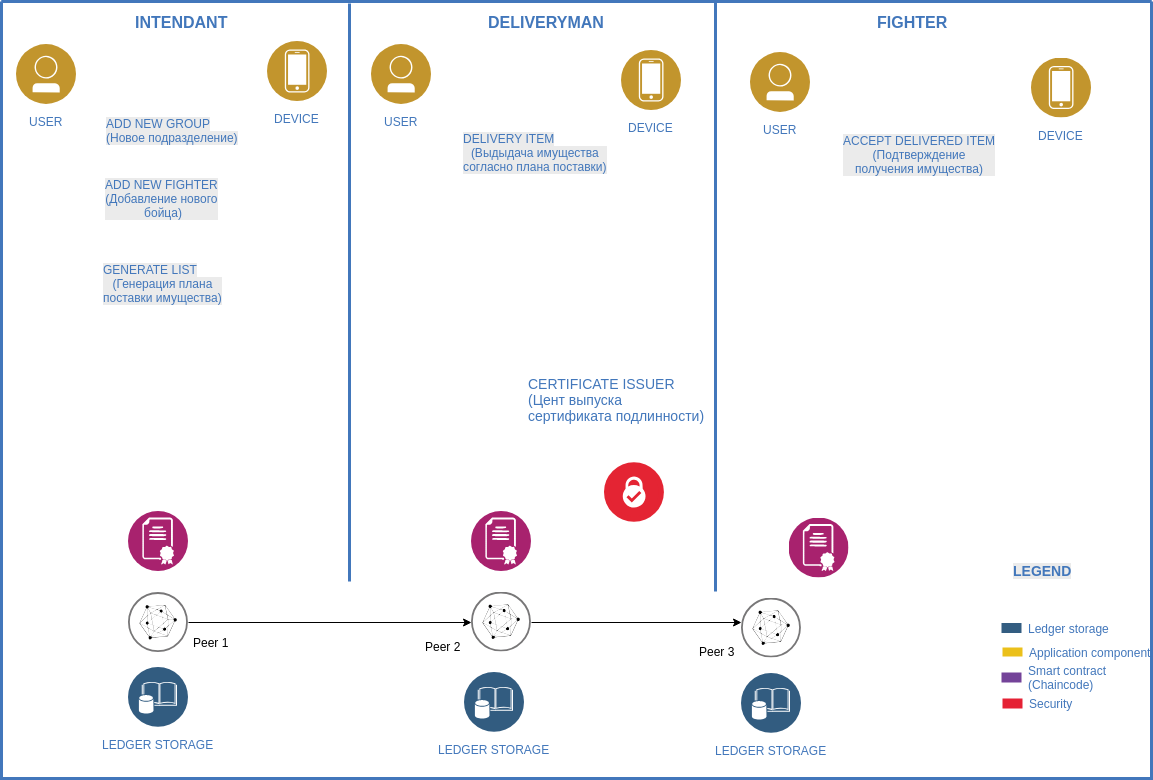 INTENDANT
USER
DEVICE
ADD NEW GROUP
(Новое подразделение)
ADD NEW FIGHTER
(Добавление нового
бойца)
GENERATE LIST
(Генерация плана
поставки имущества)
DELIVERYMAN
USER
DEVICE
DELIVERY ITEM
(Выдыдача имущества
согласно плана поставки)
CERTIFICATE ISSUER
(Цент выпуска
сертификата подлинности)
FIGHTER
USER
DEVICE
ACCEPT DELIVERED ITEM
(Подтверждение
получения имущества)
Peer 1
Peer 2
Peer 3
LEDGER STORAGE
LEDGER STORAGE
LEDGER STORAGE
LEGEND
Ledger storage
Application component
Smart contract
(Chaincode)
Security